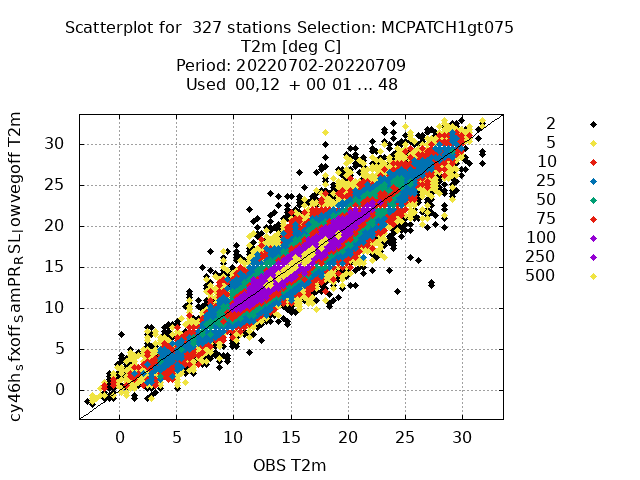 Scatterplot for 327 stations Selection: MCPATCH1gt075
T2m [deg C]
Period: 20220702-20220709
Used 00,12 + 00 01 ... 48
cy46h_sfxoff_SamPR_RSL_lowvegoff T2m
30
25
20
15
10
5
0
0 5 10 15 20 25 30
OBS T2m
2
5
10
25
50
75
100
250
500